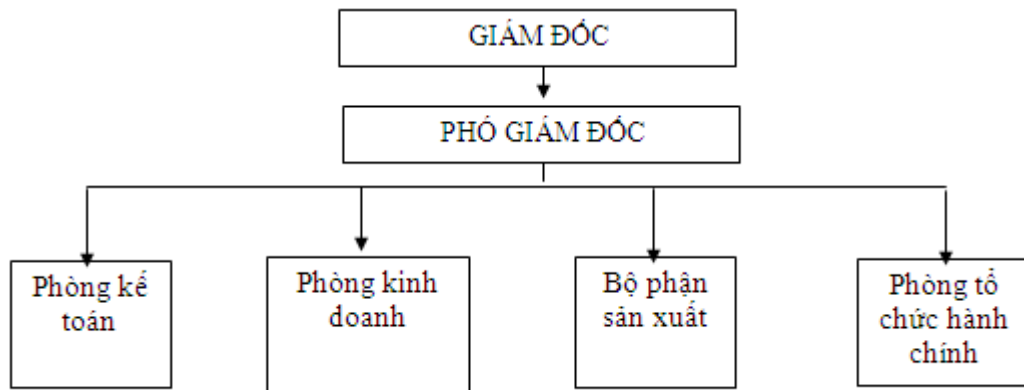 GIÁM ĐỐC
PHÓ GIÁM ĐỐC
Phòng kế
toán
Phòng kinh
doanh
Bộ phận
sản xuất
Phòng tổ
chức hành
chính